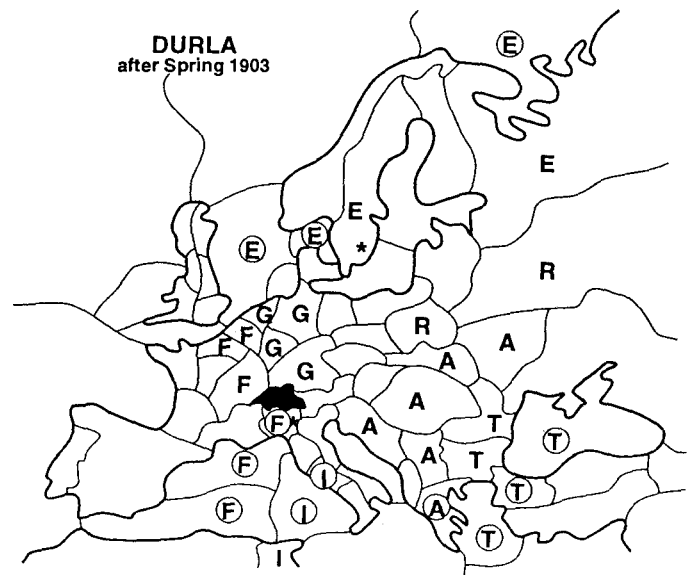 DURLA
after Spring 1903
E
E
E
E E
*
R
G G
R
F
F G A
A
G
F
A
F * A T
T
F A T
I
T
F I A
T
I